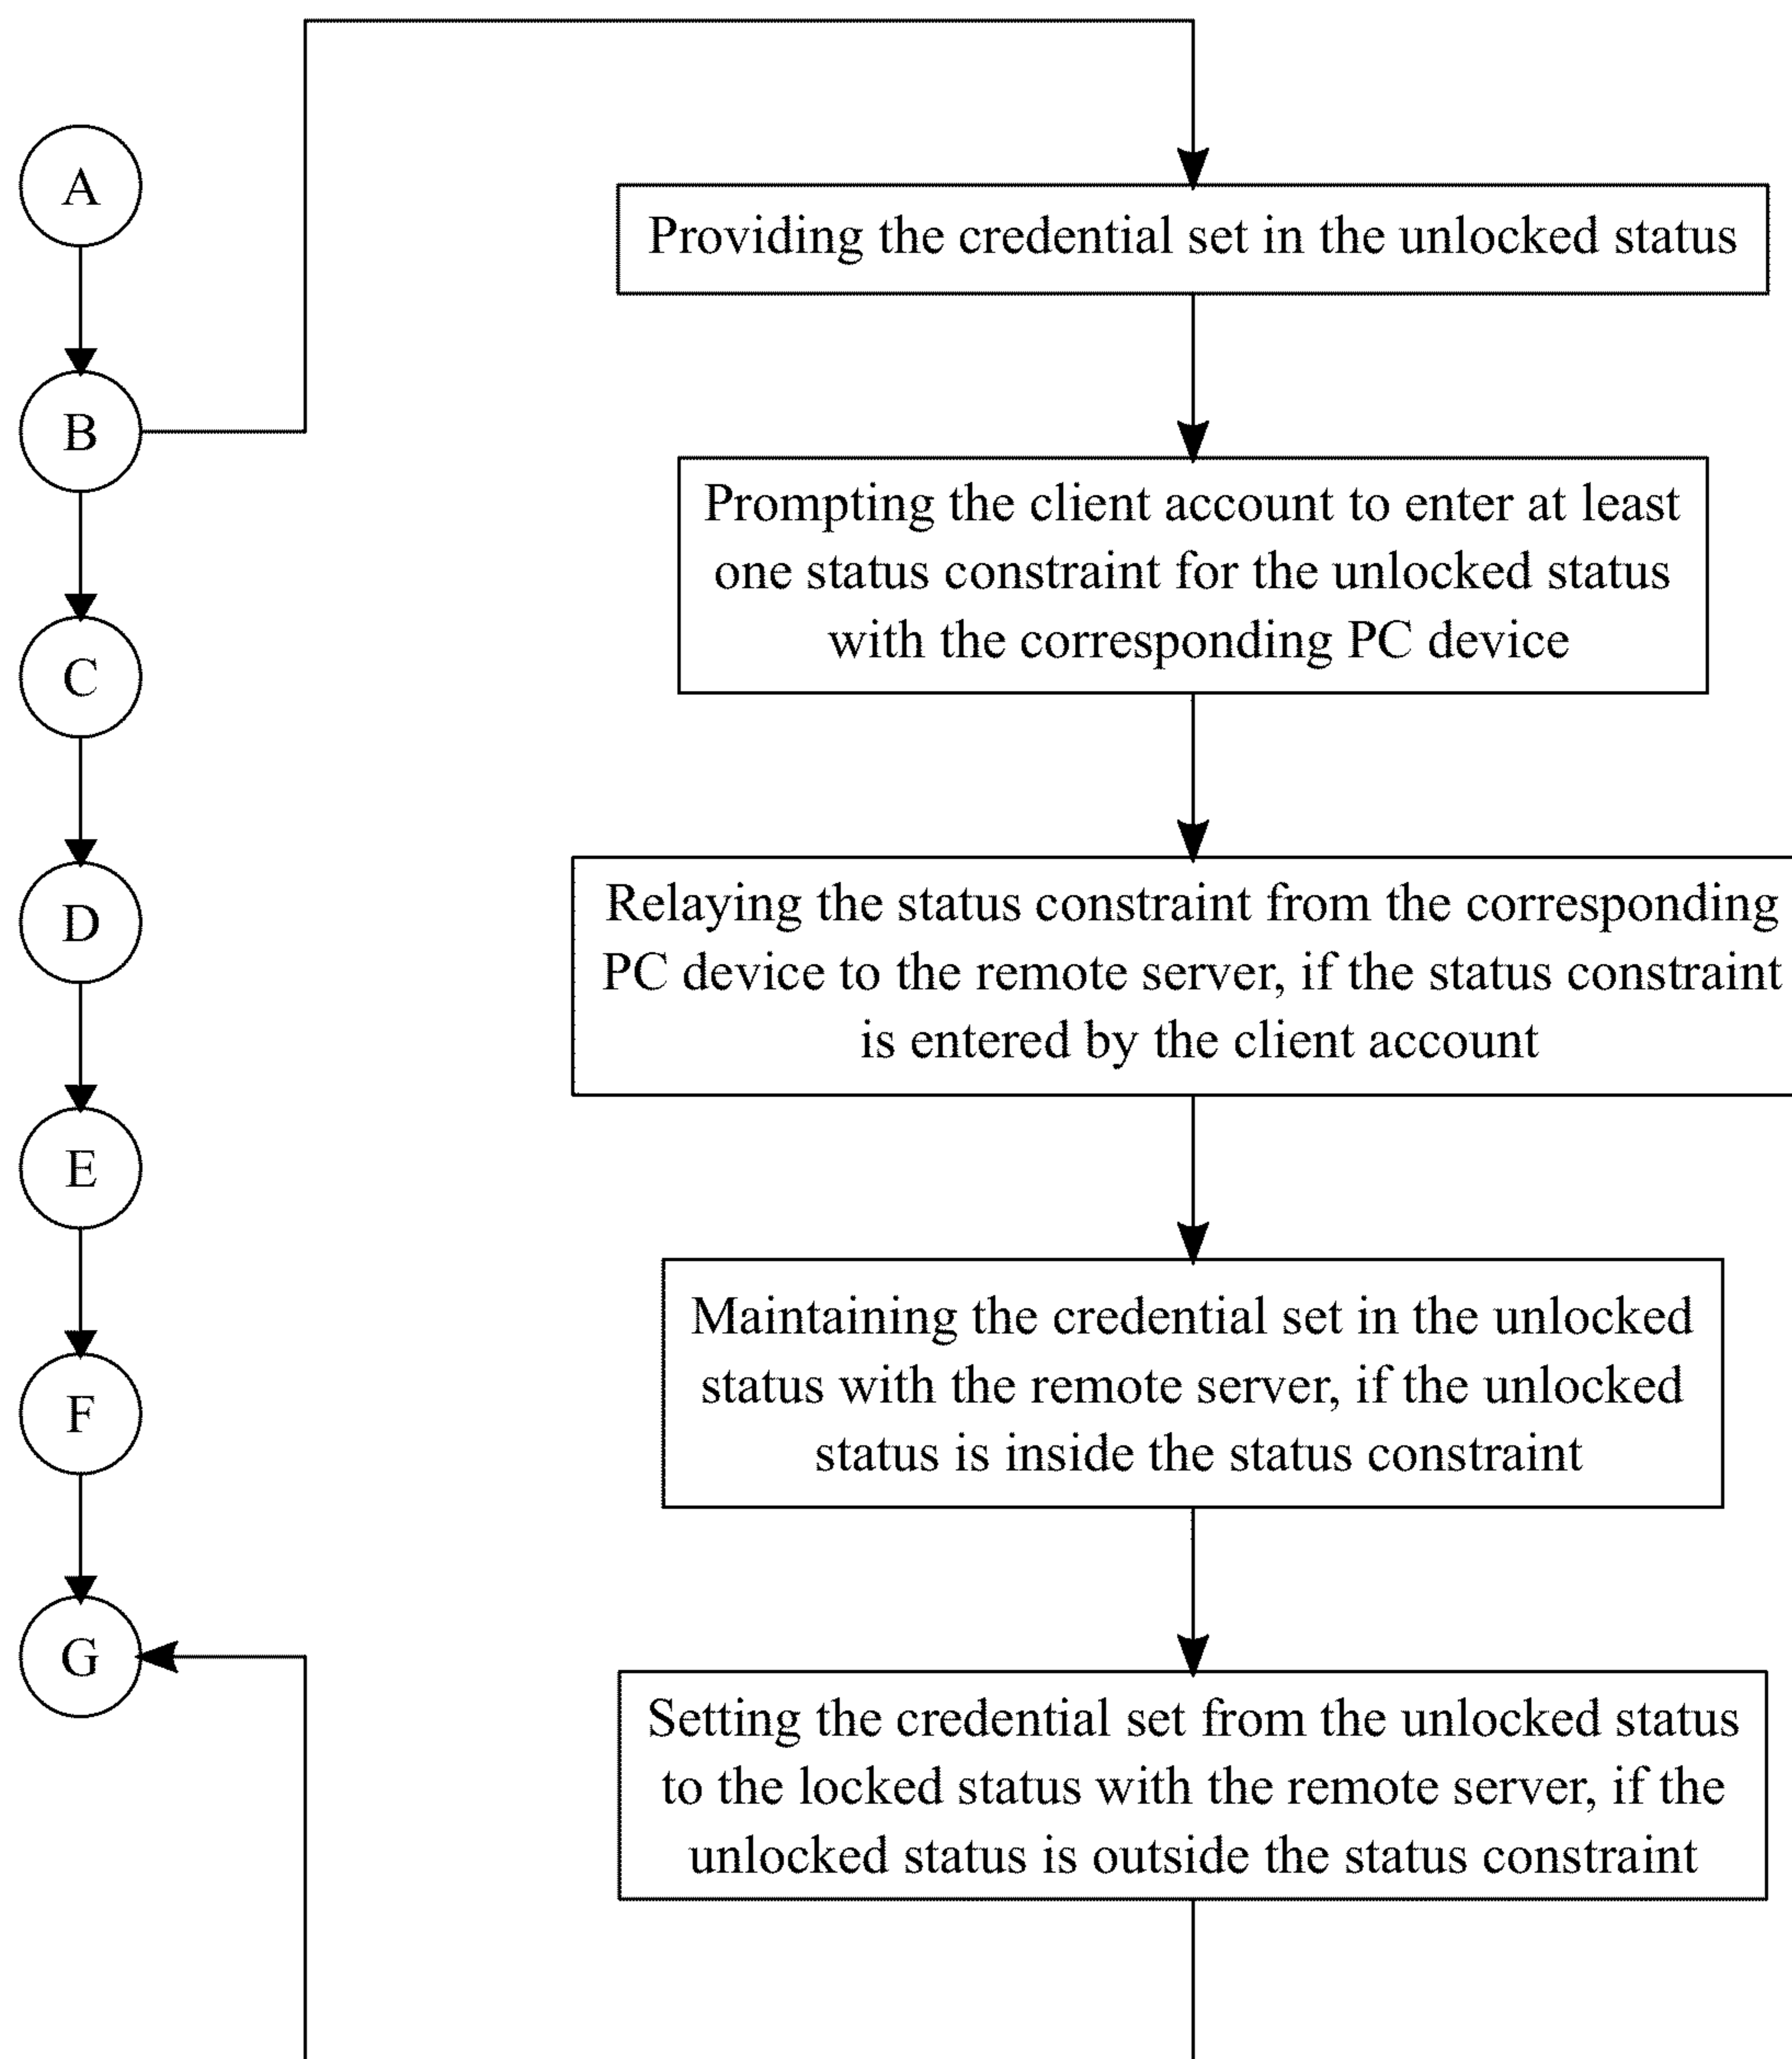 A
B
C
D
E
F
G
Providing the credential set in the unlocked status
Prompting the client account to enter at least
one status constraint for the unlocked status
with the corresponding PC device
Relaying the status constraint from the corresponding
PC device to the remote server, if the status constraint
is entered by the client account
Maintaining the credential set in the unlocked
status with the remote server, if the unlocked
status is inside the status constraint
Setting the credential set from the unlocked status
to the locked status with the remote server, if the
unlocked status is outside the status constraint